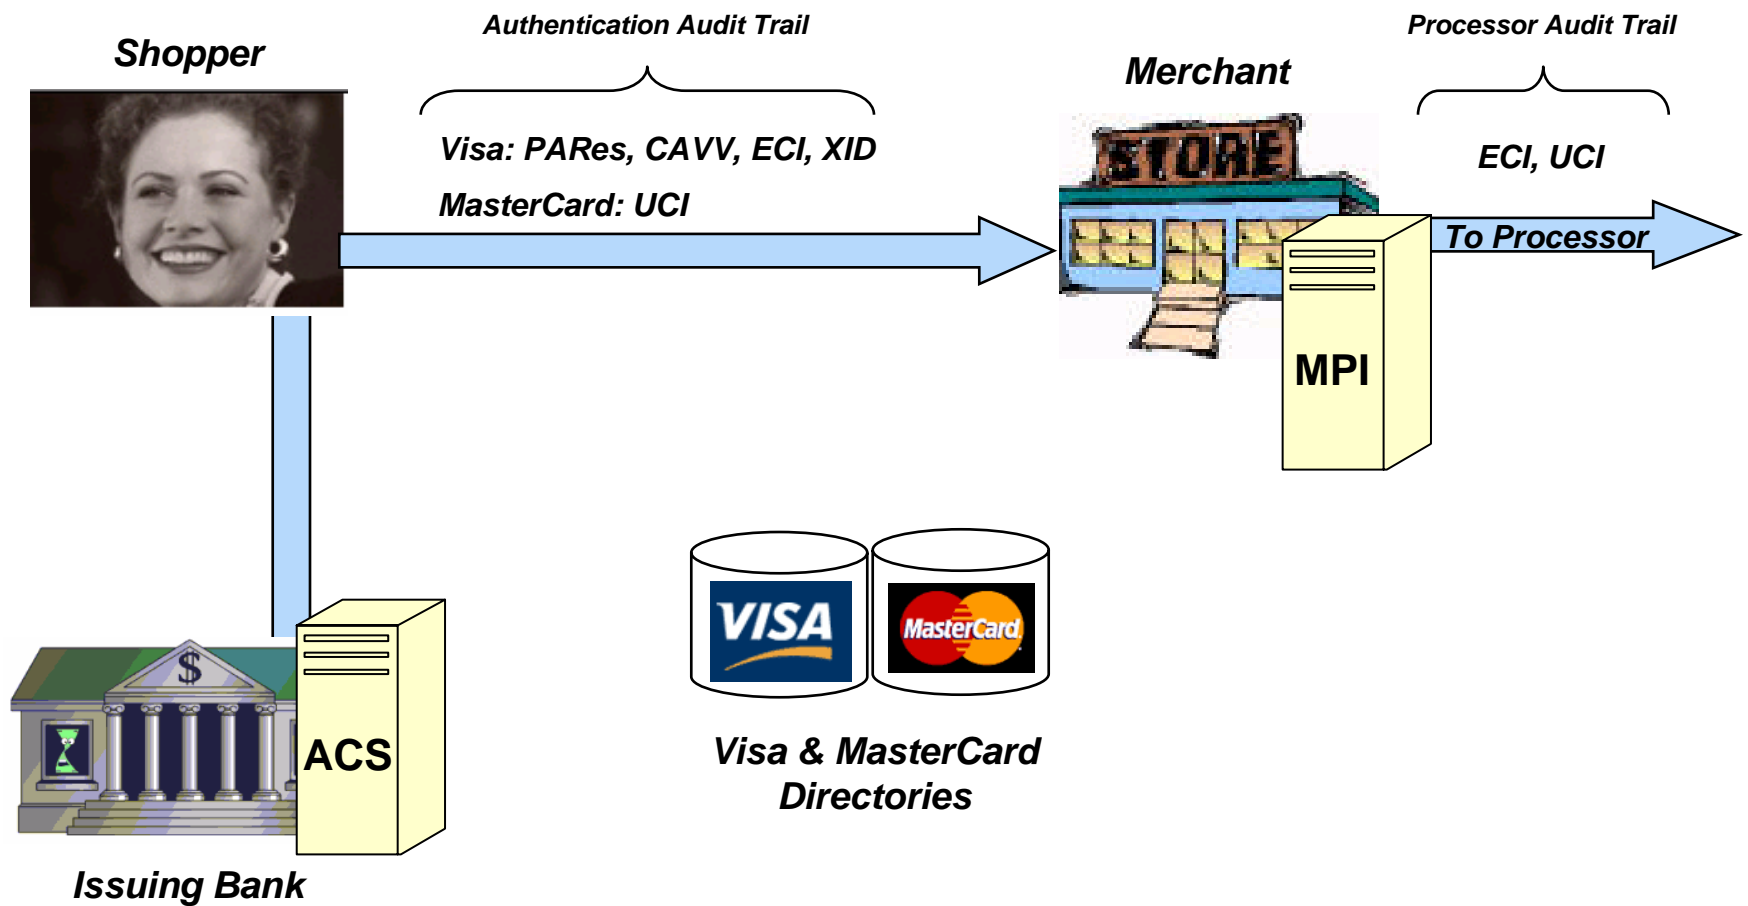 Authentication Audit Trail
Processor Audit Trail
Shopper
Merchant
Visa: PARes, CAVV, ECI, XID
MasterCard: UCI
STORE
ECI, UCI
To Processor
MPI
VISA
MasterCard
$
ACS
Visa & MasterCard
Directories
Issuing Bank